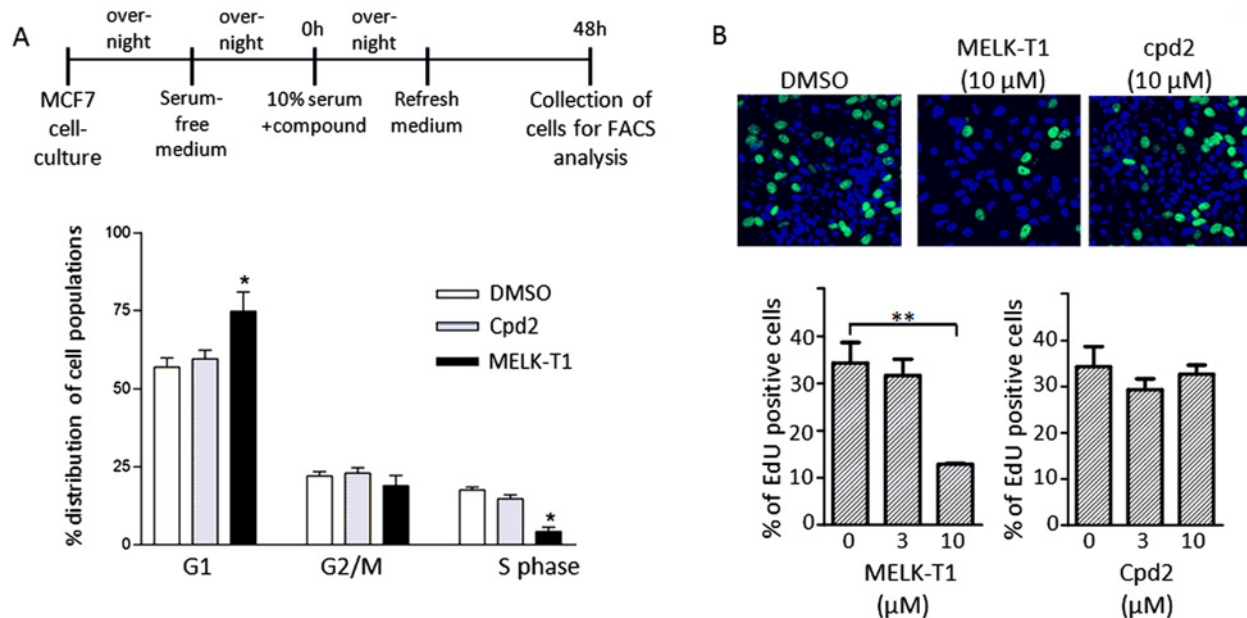 A
over-
night
over-
night
0h
over-
night
48h
MCF7
cell-
culture
Serum-
free
medium
10% serum
+compound
Refresh
medium
Collection of
cells for FACS
analysis
% distribution of cell populations
100
75
50
25
0
*
*
DMSO
Cpd2
MELK-T1
G1
G2/M
S phase
B
DMSO
MELK-T1
(10 µM)
cpd2
(10 µM)
% of EdU positive cells
40
30
20
10
0
**
0 3 10
MELK-T1
(µM)
% of EdU positive cells
40
30
20
10
0
0 3 10
Cpd2
(µM)